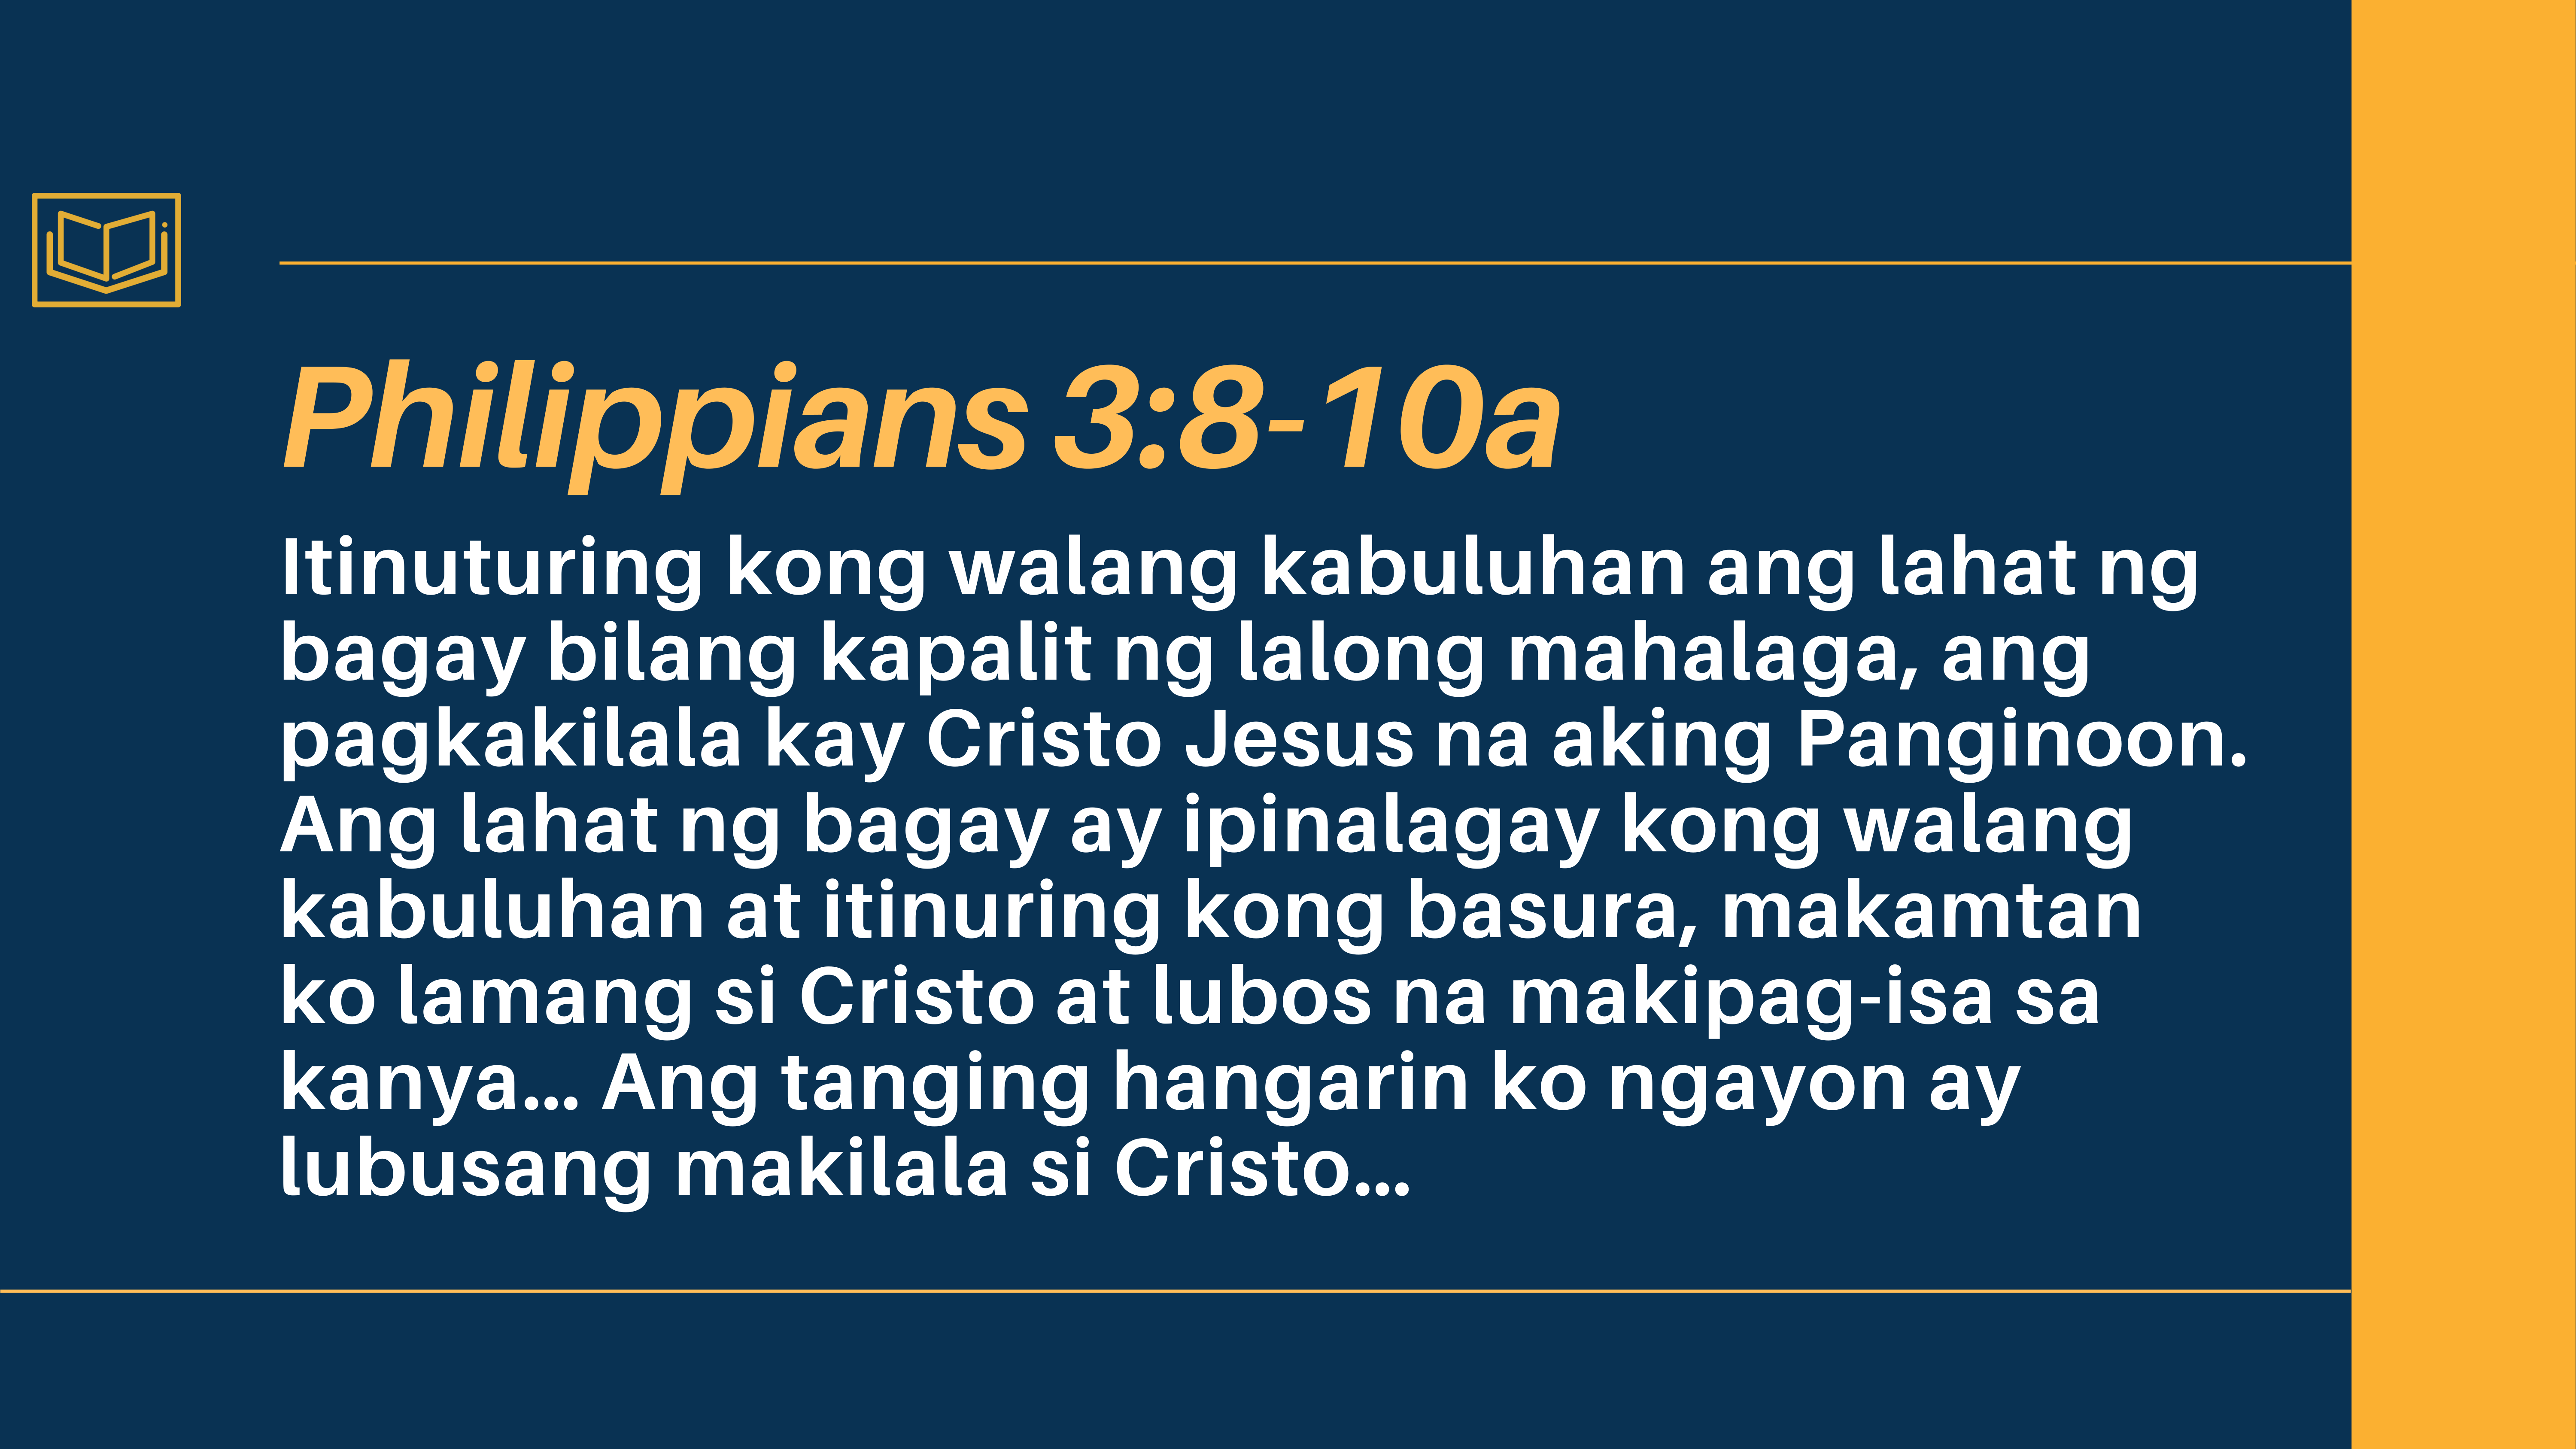 Philippians 3:8-10a
Itinuturing kong walang kabuluhan ang lahat ng
bagay bilang kapalit ng lalong mahalaga, ang
pagkakilala kay Cristo Jesus na aking Panginoon.
Ang lahat ng bagay ay ipinalagay kong walang
kabuluhan at itinuring kong basura, makamtan
ko lamang si Cristo at lubos na makipag-isa sa
kanya... Ang tanging hangarin ko ngayon ay
lubusang makilala si Cristo...